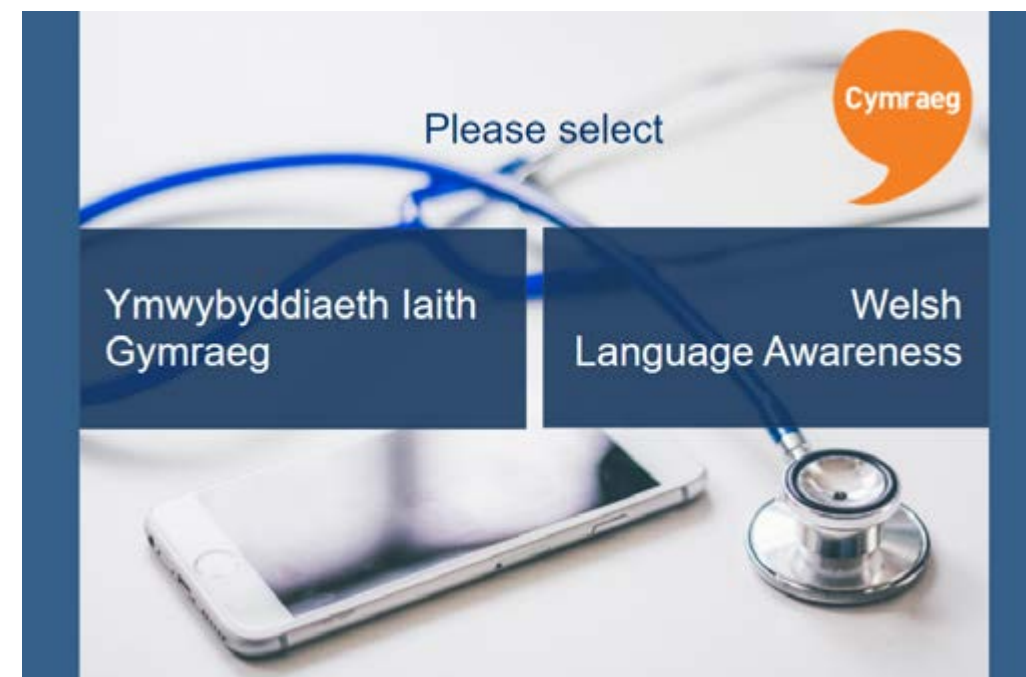 Cymraeg
Please select
Ymwybyddiaeth Iaith
Gymraeg
Welsh
Language Awareness